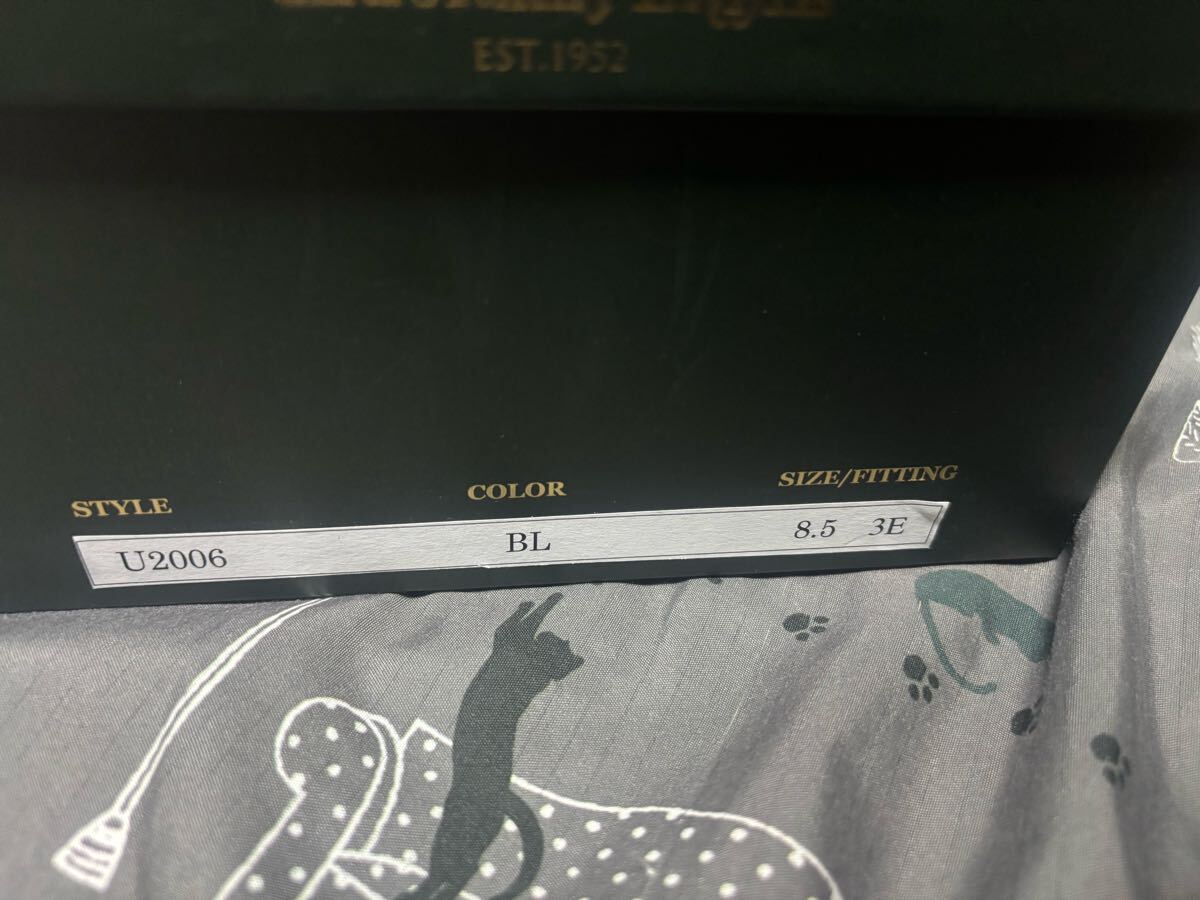 EST.1952
STYLE COLOR SIZE/FITTING
U2006 BL 8.5 3E